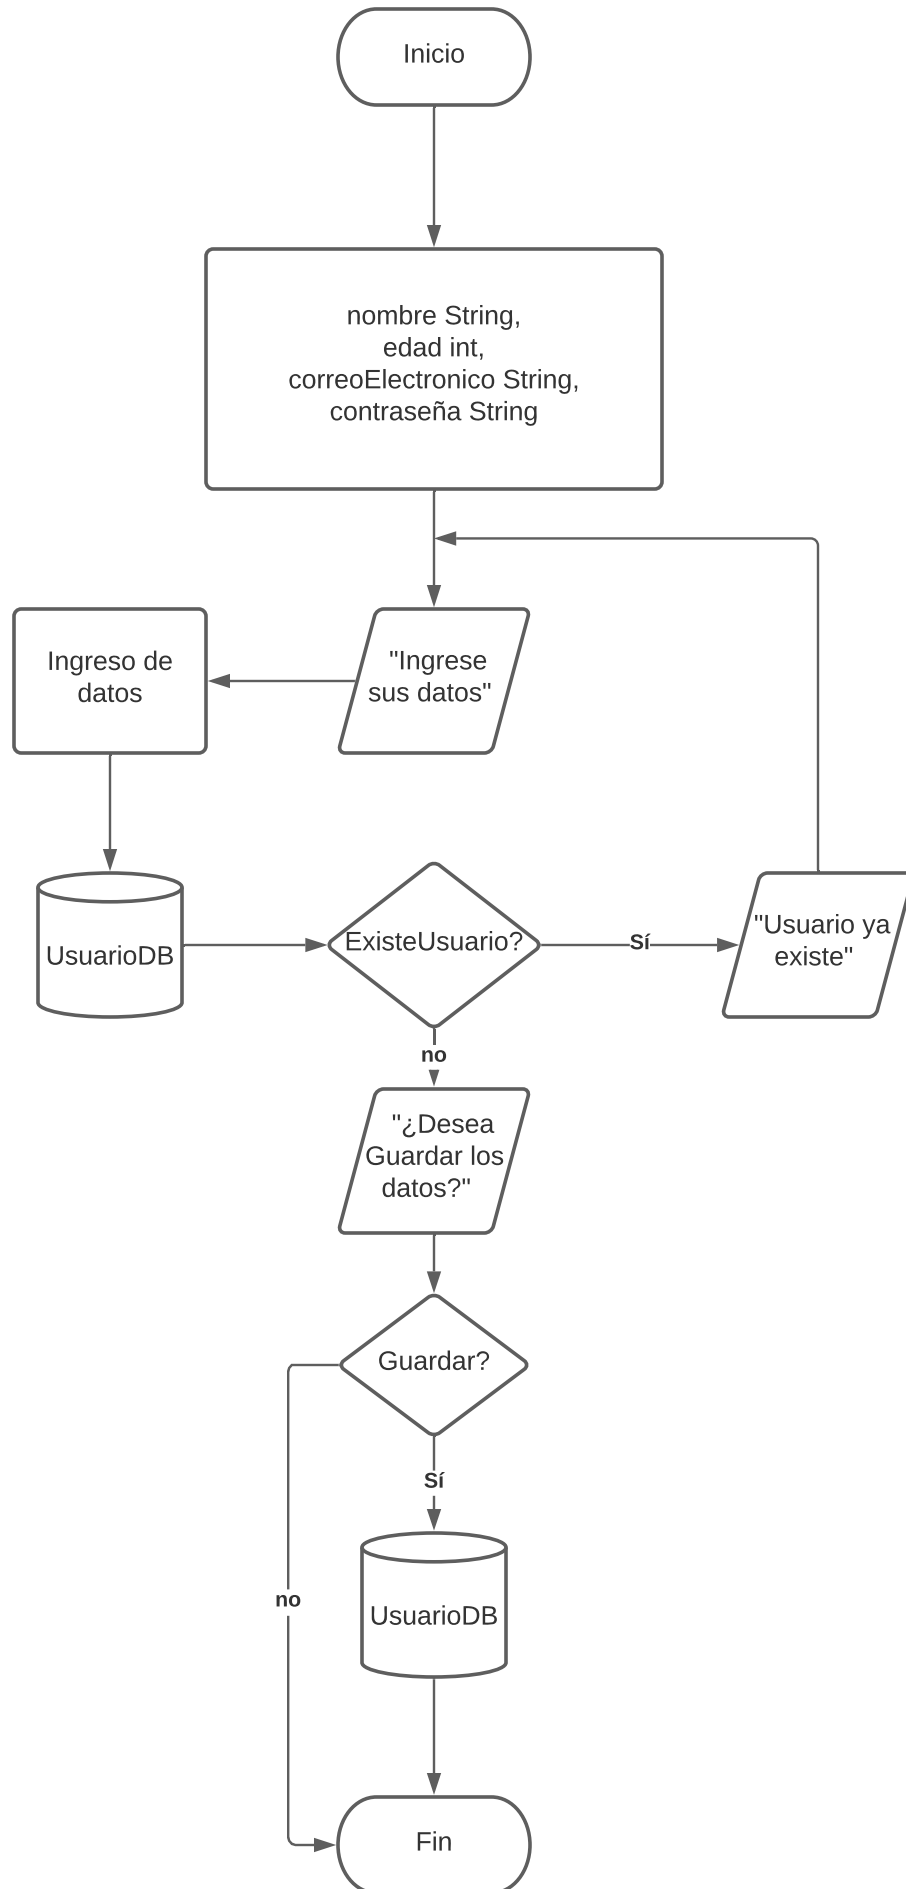 Inicio
nombre String,
edad int,
correoElectronico String,
contraseña String
"Ingrese
sus datos"
Ingreso de
datos
UsuarioDB
ExisteUsuario?
Sí
"Usuario ya
existe"
no
"¿Desea
Guardar los
datos?"
Guardar?
Sí
no
UsuarioDB
Fin